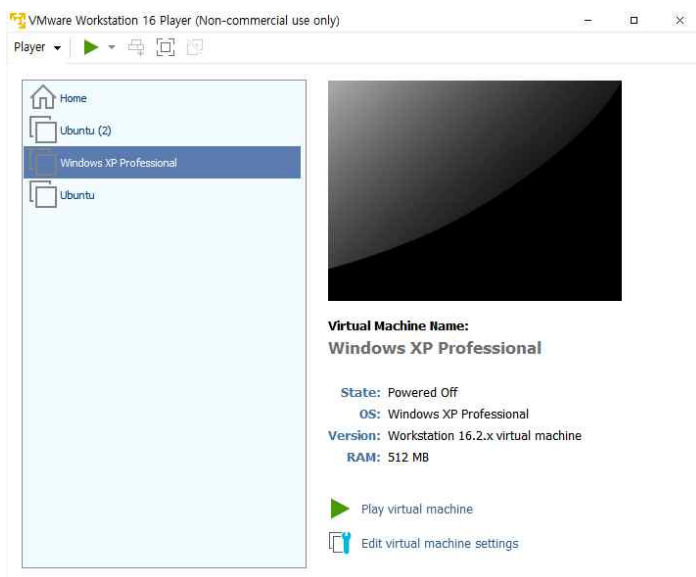 VMware Workstation 16 Player (Non-commercial use only)
Player
Home
Ubuntu (2)
Windows XP Professional
Ubuntu
Virtual Machine Name:
Windows XP Professional
State: Powered Off
OS: Windows XP Professional
Version: Workstation 16.2.x virtual machine
RAM: 512 MB
Play virtual machine
Edit virtual machine settings